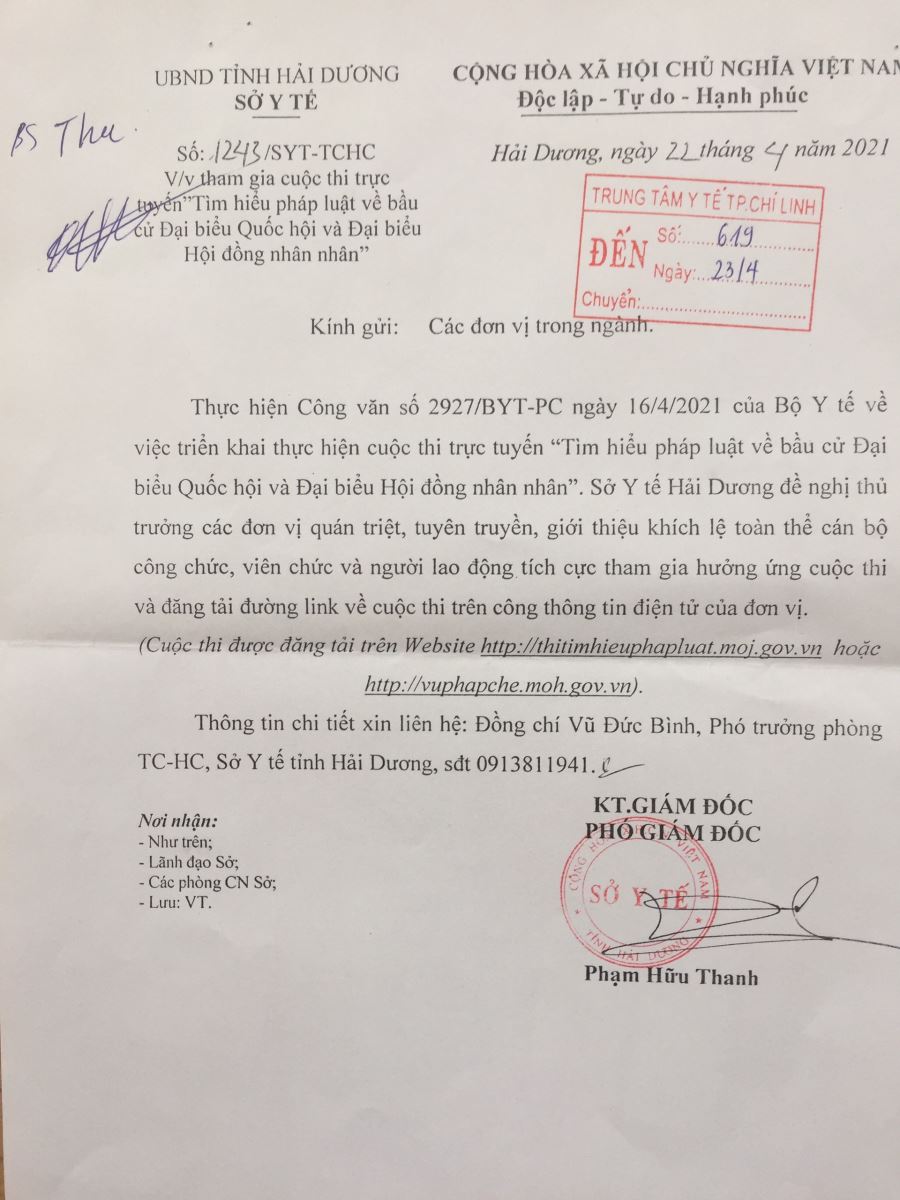 UBND TỈNH HẢI DƯƠNG
SỞ Y TẾ
CỘNG HÒA XÃ HỘI CHỦ NGHĨA VIỆT NAM
Độc lập - Tự do - Hạnh phúc
BS Thu
Số: 1243/SYT-TCHC
V/v tham gia cuộc thi trực
tuyến”Tìm hiểu pháp luật về bầu
cử Đại biểu Quốc hội và Đại biểu
Hội đồng nhân nhân”
Hải Dương, ngày 22 tháng 4 năm 2021
TRUNG TÂM Y TẾ TP.CHÍ LINH
ĐẾN
Số:.....619
Ngày:...23/4
Chuyển:
Kính gửi: Các đơn vị trong ngành.
Thực hiện Công văn số 2927/BYT-PC ngày 16/4/2021 của Bộ Y tế về
việc triển khai thực hiện cuộc thi trực tuyến “Tìm hiểu pháp luật về bầu cử Đại
biểu Quốc hội và Đại biểu Hội đồng nhân nhân”. Sở Y tế Hải Dương đề nghị thủ
trưởng các đơn vị quán triệt, tuyên truyền, giới thiệu khích lệ toàn thể cán bộ
công chức, viên chức và người lao động tích cực tham gia hưởng ứng cuộc thi
và đăng tải đường link về cuộc thi trên công thông tin điện tử của đơn vị.
(Cuộc thi được đăng tải trên Website http://thitimhieuphapluat.moj.gov.vn hoặc
http://vuphapche.moh.gov.vn).
Thông tin chi tiết xin liên hệ: Đồng chí Vũ Đức Bình, Phó trưởng phòng
TC-HC, Sở Y tế tỉnh Hải Dương, sđt 0913811941.
Nơi nhận:
- Như trên;
- Lãnh đạo Sở;
- Các phòng CN Sở;
- Lưu: VT.
KT.GIÁM ĐỐC
PHÓ GIÁM ĐỐC
CỘNG HÒA X.H.C.N VIỆT NAM
SỞ Y TẾ
TỈNH HẢI DƯƠNG
Phạm Hữu Thanh